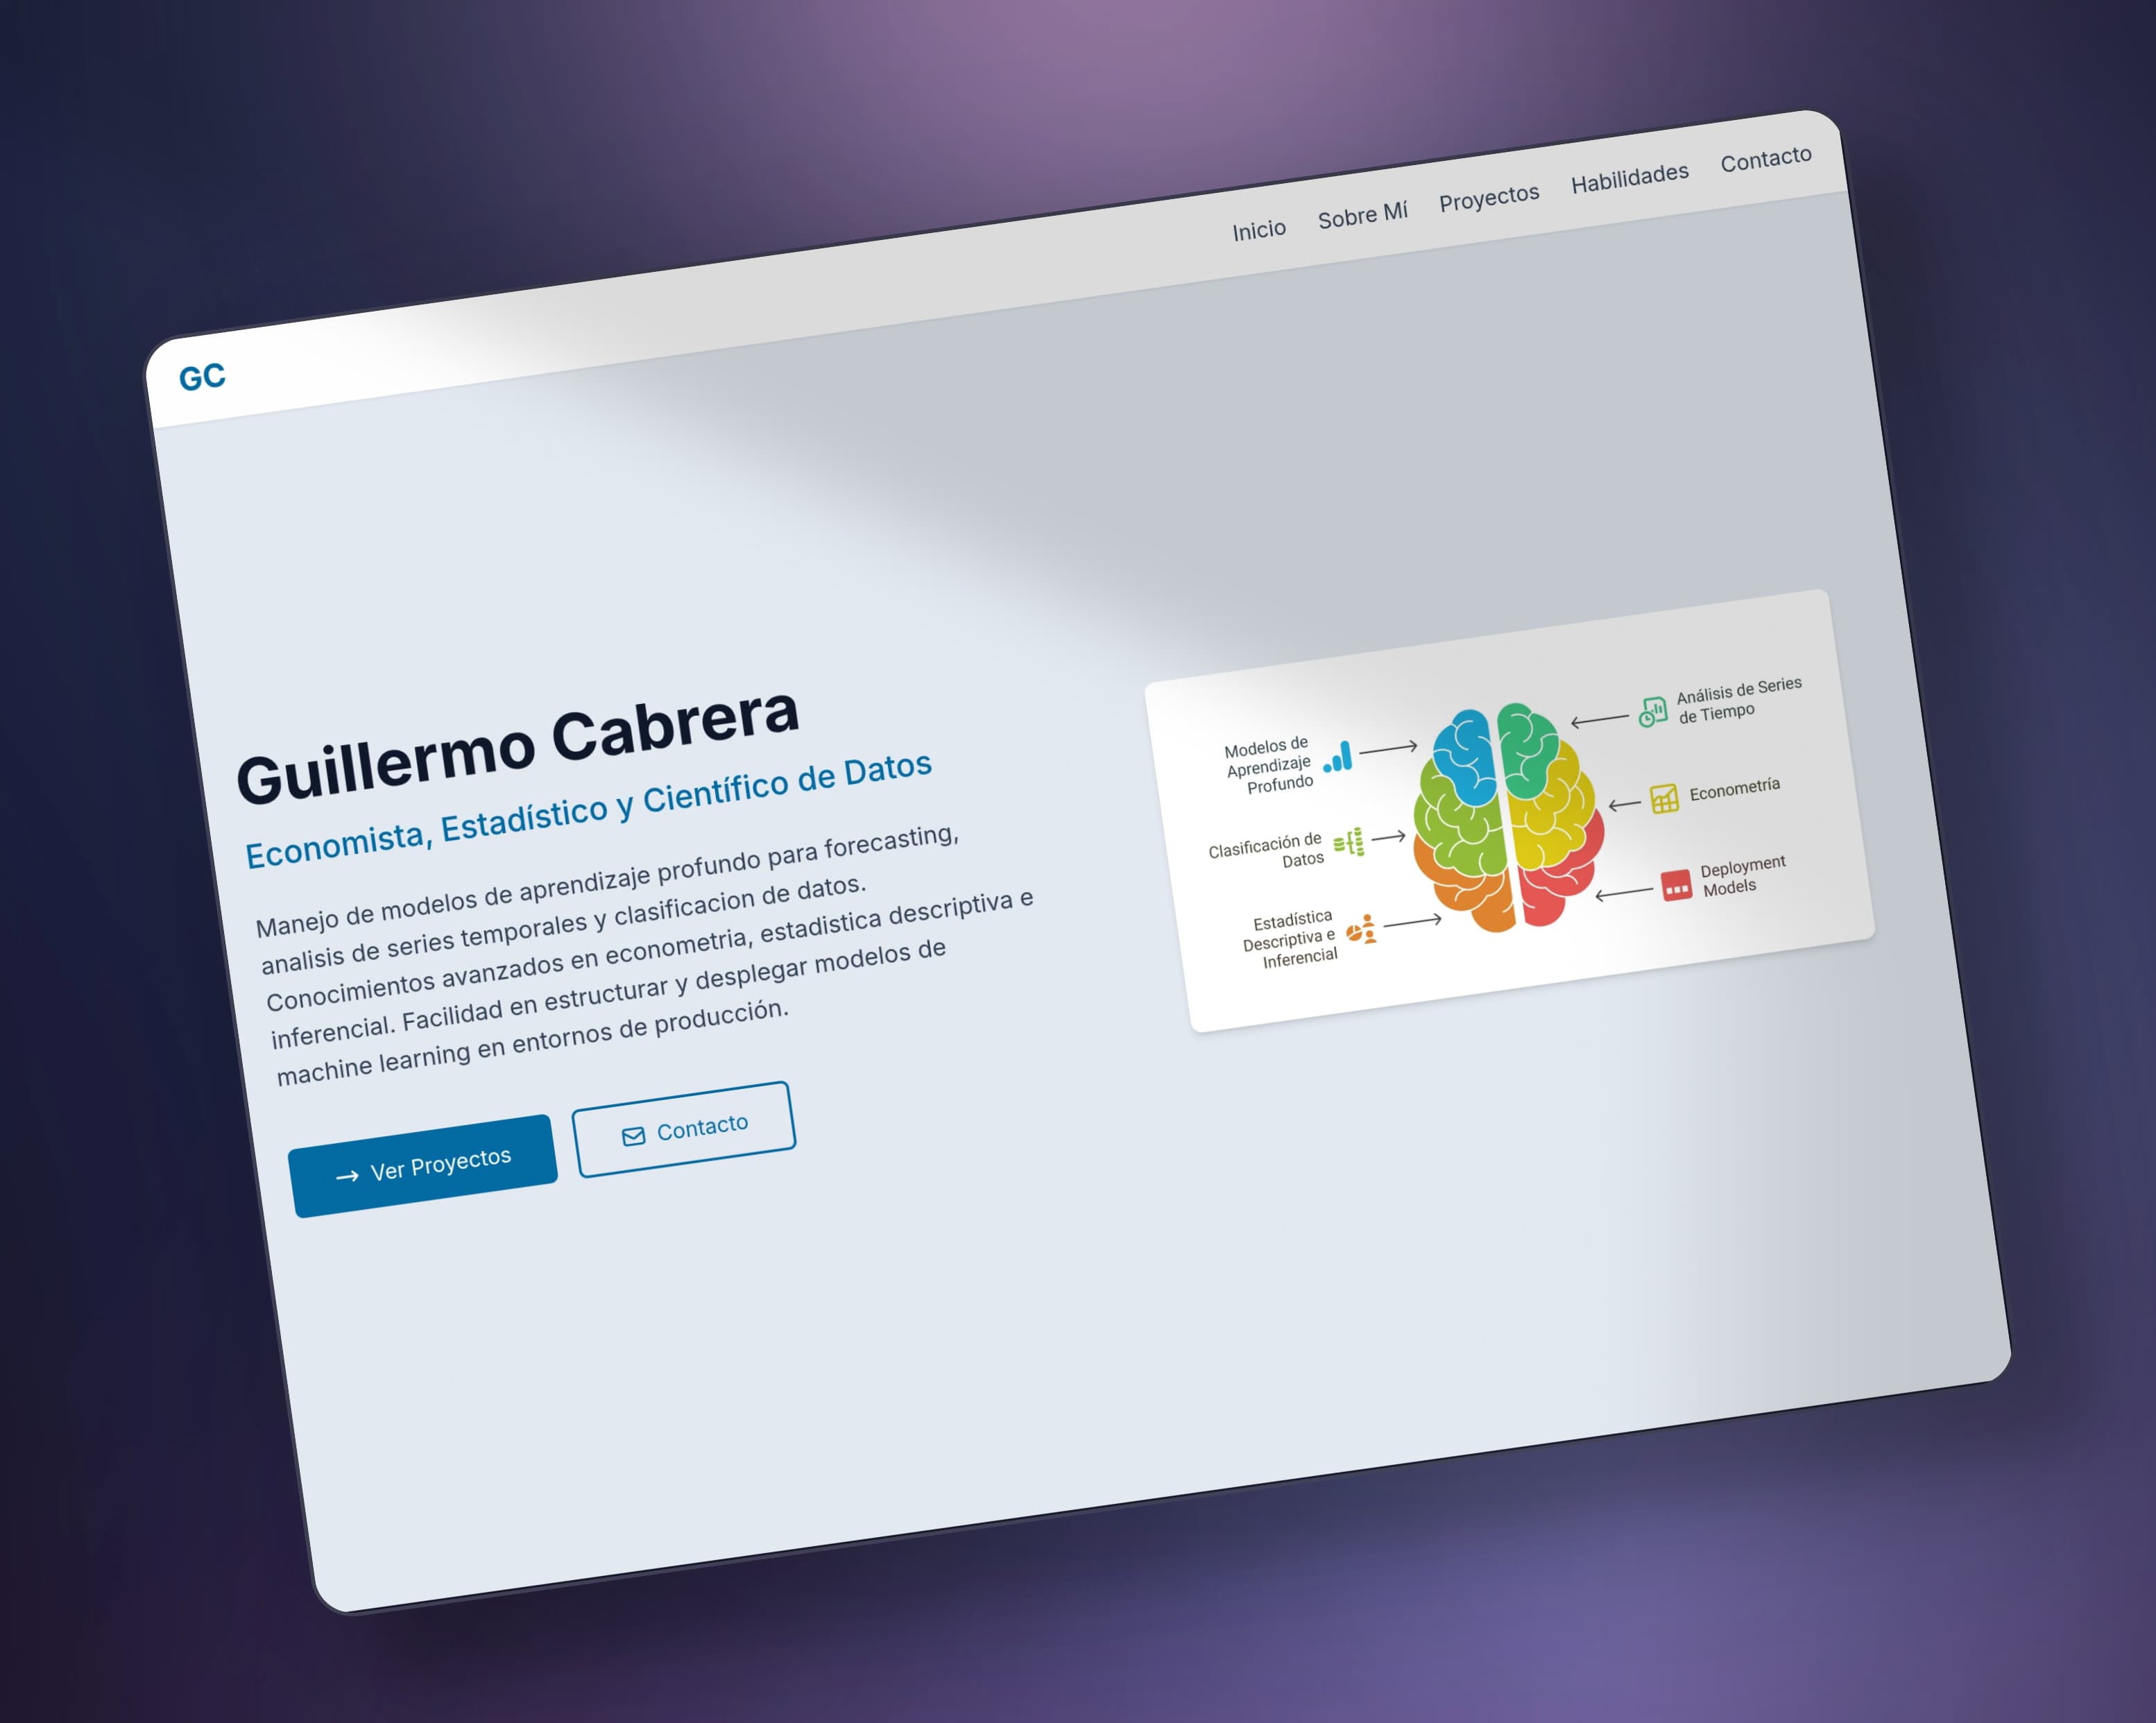 GC
Inicio Sobre Mí Proyectos Habilidades Contacto
Guillermo Cabrera
Economista, Estadístico y Científico de Datos
Manejo de modelos de aprendizaje profundo para forecasting,
analisis de series temporales y clasificacion de datos.
Conocimientos avanzados en econometria, estadistica descriptiva e
inferencial. Facilidad en estructurar y desplegar modelos de
machine learning en entornos de producción.
→ Ver Proyectos
Contacto
Modelos de
Aprendizaje
Profundo
Clasificación de
Datos
Estadística
Descriptiva e
Inferencial
Análisis de Series
de Tiempo
Econometría
Deployment
Models